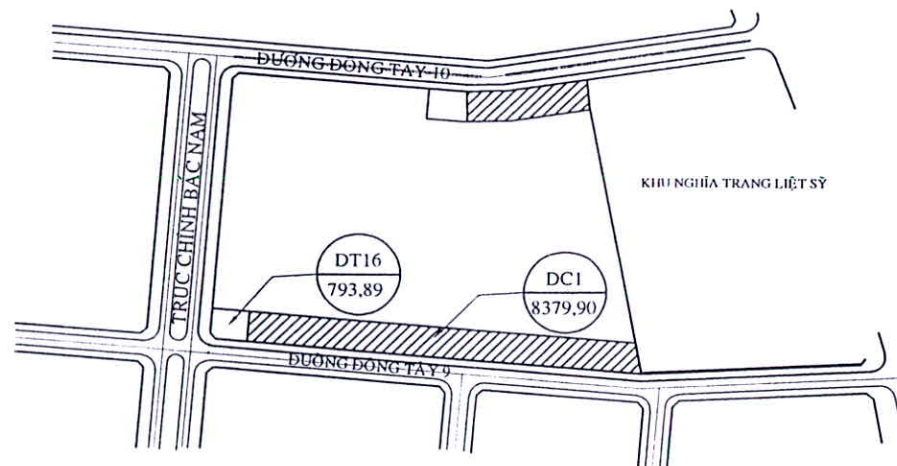 ĐƯỜNG ĐÔNG TÂY 10
TRỤC CHÍNH BẮC NAM
KHU NGHĨA TRANG LIỆT SỸ
DT16
793,89
DC1
8379,90
ĐƯỜNG ĐÔNG TÂY 9